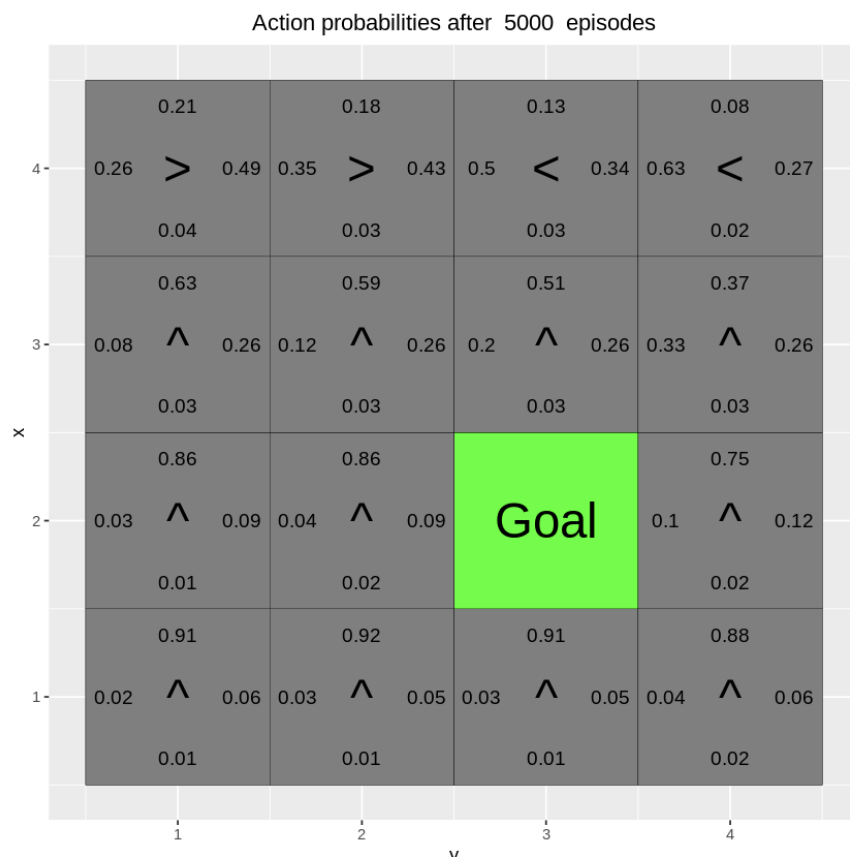 Action probabilities after 5000 episodes
0.21 0.18 0.13 0.08
4 0.26 > 0.49 0.35 > 0.43 0.5 < 0.34 0.63 < 0.27
0.04 0.03 0.03 0.02
0.63 0.59 0.51 0.37
3 0.08 ^ 0.26 0.12 ^ 0.26 0.2 ^ 0.26 0.33 ^ 0.26
0.03 0.03 0.03 0.03
x
0.86 0.86 0.75
2 0.03 ^ 0.09 0.04 ^ 0.09 Goal 0.1 ^ 0.12
0.01 0.02 0.02
0.91 0.92 0.91 0.88
1 0.02 ^ 0.06 0.03 ^ 0.05 0.03 ^ 0.05 0.04 ^ 0.06
0.01 0.01 0.01 0.02
1 2 3 4